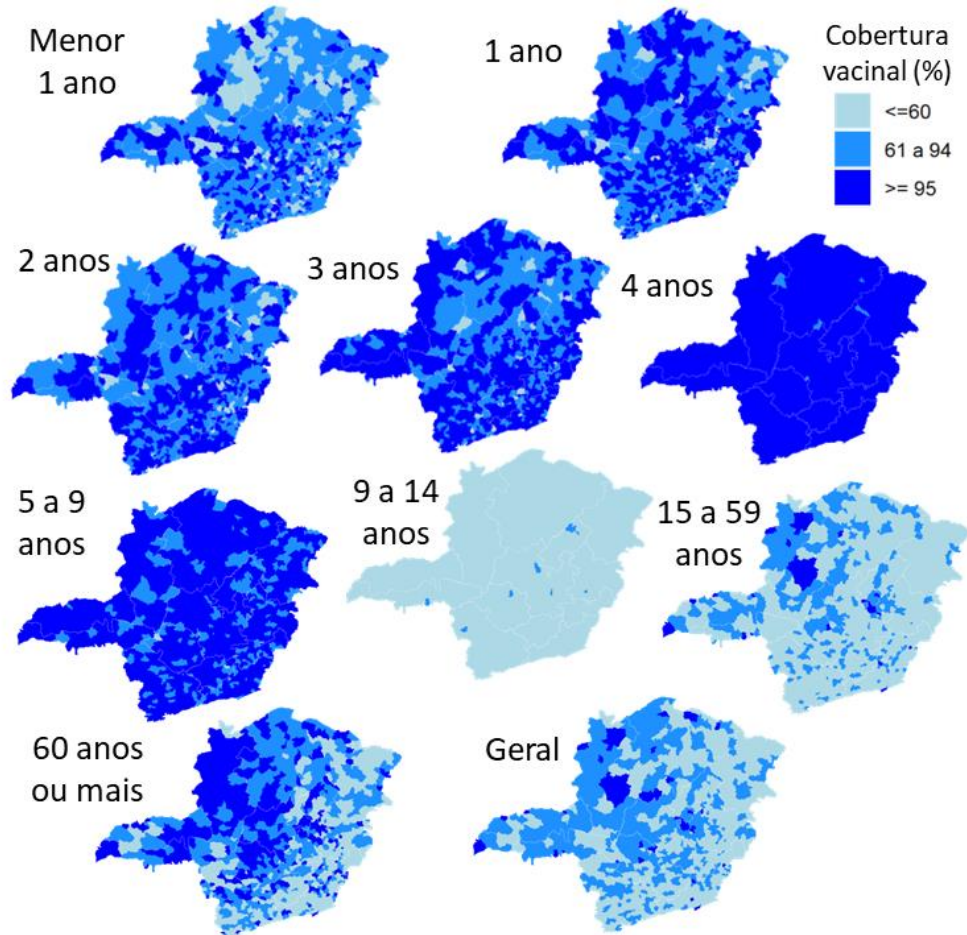 Menor
1 ano
1 ano
Cobertura
vacinal (%)
<=60
61 a 94
>= 95
2 anos
3 anos
4 anos
5 a 9
anos
9 a 14
anos
15 a 59
anos
60 anos
ou mais
Geral